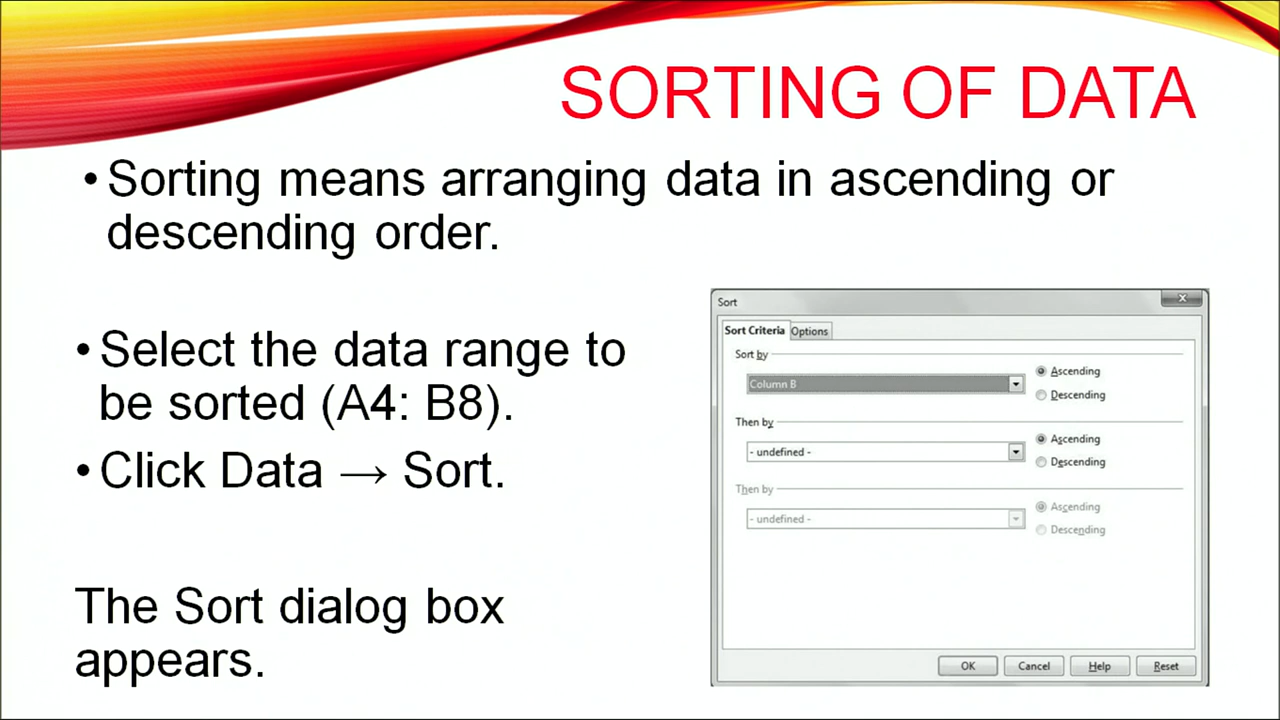 SORTING OF DATA
• Sorting means arranging data in ascending or
descending order.
• Select the data range to
be sorted (A4: B8).
• Click Data → Sort.
The Sort dialog box
appears.
Sort
Sort Criteria Options
Sort by
Column B
Ascending
Descending
Then by
- undefined -
Ascending
Descending
Then by
- undefined -
Ascending
Descending
OK Cancel Help Reset